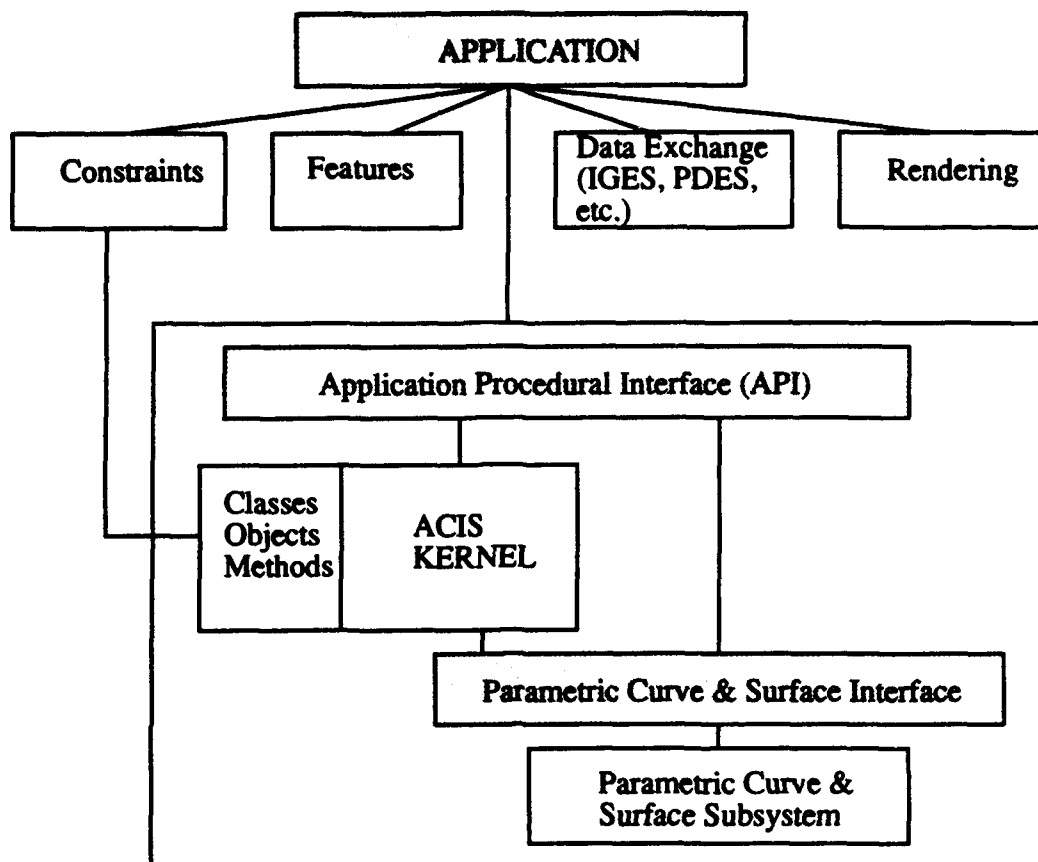 APPLICATION
Constraints
Features
Data Exchange
(IGES, PDES,
etc.)
Rendering
Application Procedural Interface (API)
Classes
Objects
Methods
ACIS
KERNEL
Parametric Curve & Surface Interface
Parametric Curve &
Surface Subsystem